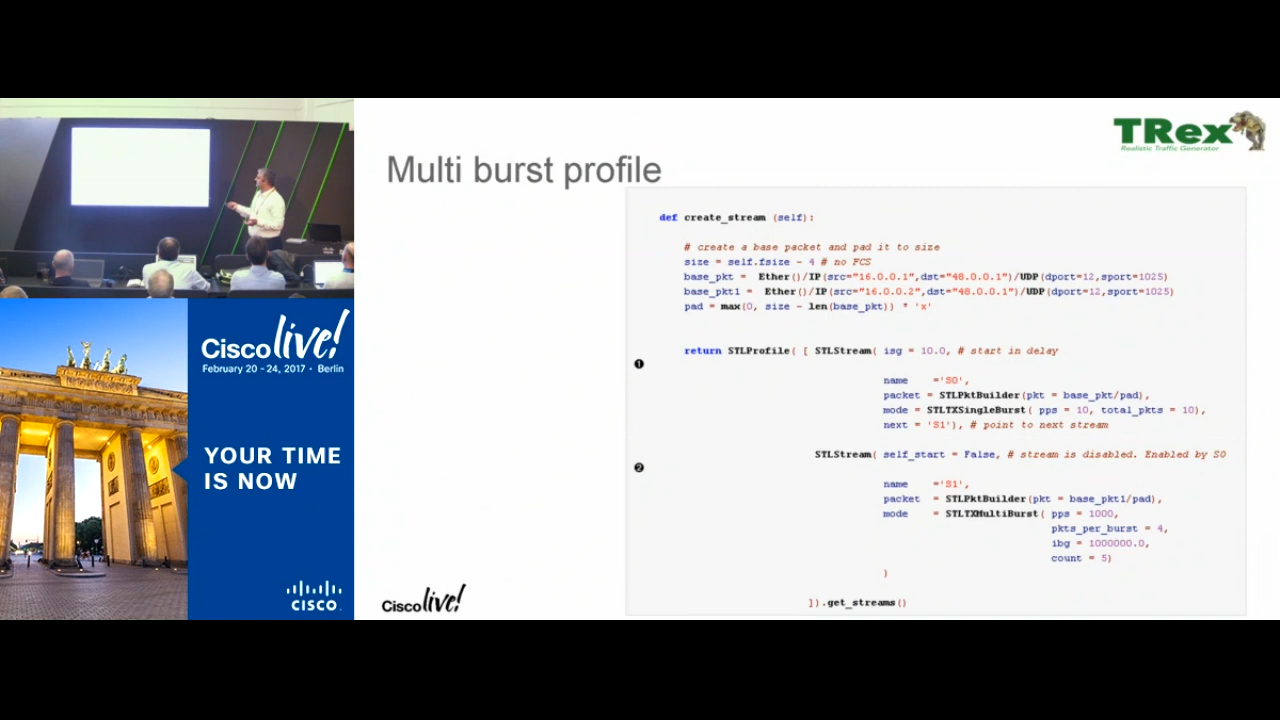 TRex
Realistic Traffic Generator
Multi burst profile
def create_stream (self):
# create a base packet and pad it to size
size = self.fsize - 4 # no FCS
base_pkt = Ether()/IP(src="16.0.0.1",dst="48.0.0.1")/UDP(dport=12,sport=1025)
base_pkt1 = Ether()/IP(src="16.0.0.2",dst="48.0.0.1")/UDP(dport=12,sport=1025)
pad = max(0, size - len(base_pkt)) * 'x'
return STLProfile( [ STLStream( isg = 10.0, # start in delay
❶
name ='S0',
packet = STLPktBuilder(pkt = base_pkt/pad),
mode = STLTXSingleBurst( pps = 10, total_pkts = 10),
next = 'S1'), # point to next stream
STLStream( self_start = False, # stream is disabled. Enabled by S0
❷
name ='S1',
packet = STLPktBuilder(pkt = base_pkt1/pad),
mode = STLTXMultiBurst( pps = 1000,
pkts_per_burst = 4,
ibg = 1000000.0,
count = 5)
)
]).get_streams()
Cisco live!
Cisco live!
February 20 - 24, 2017 • Berlin
YOUR TIME
IS NOW
CISCO